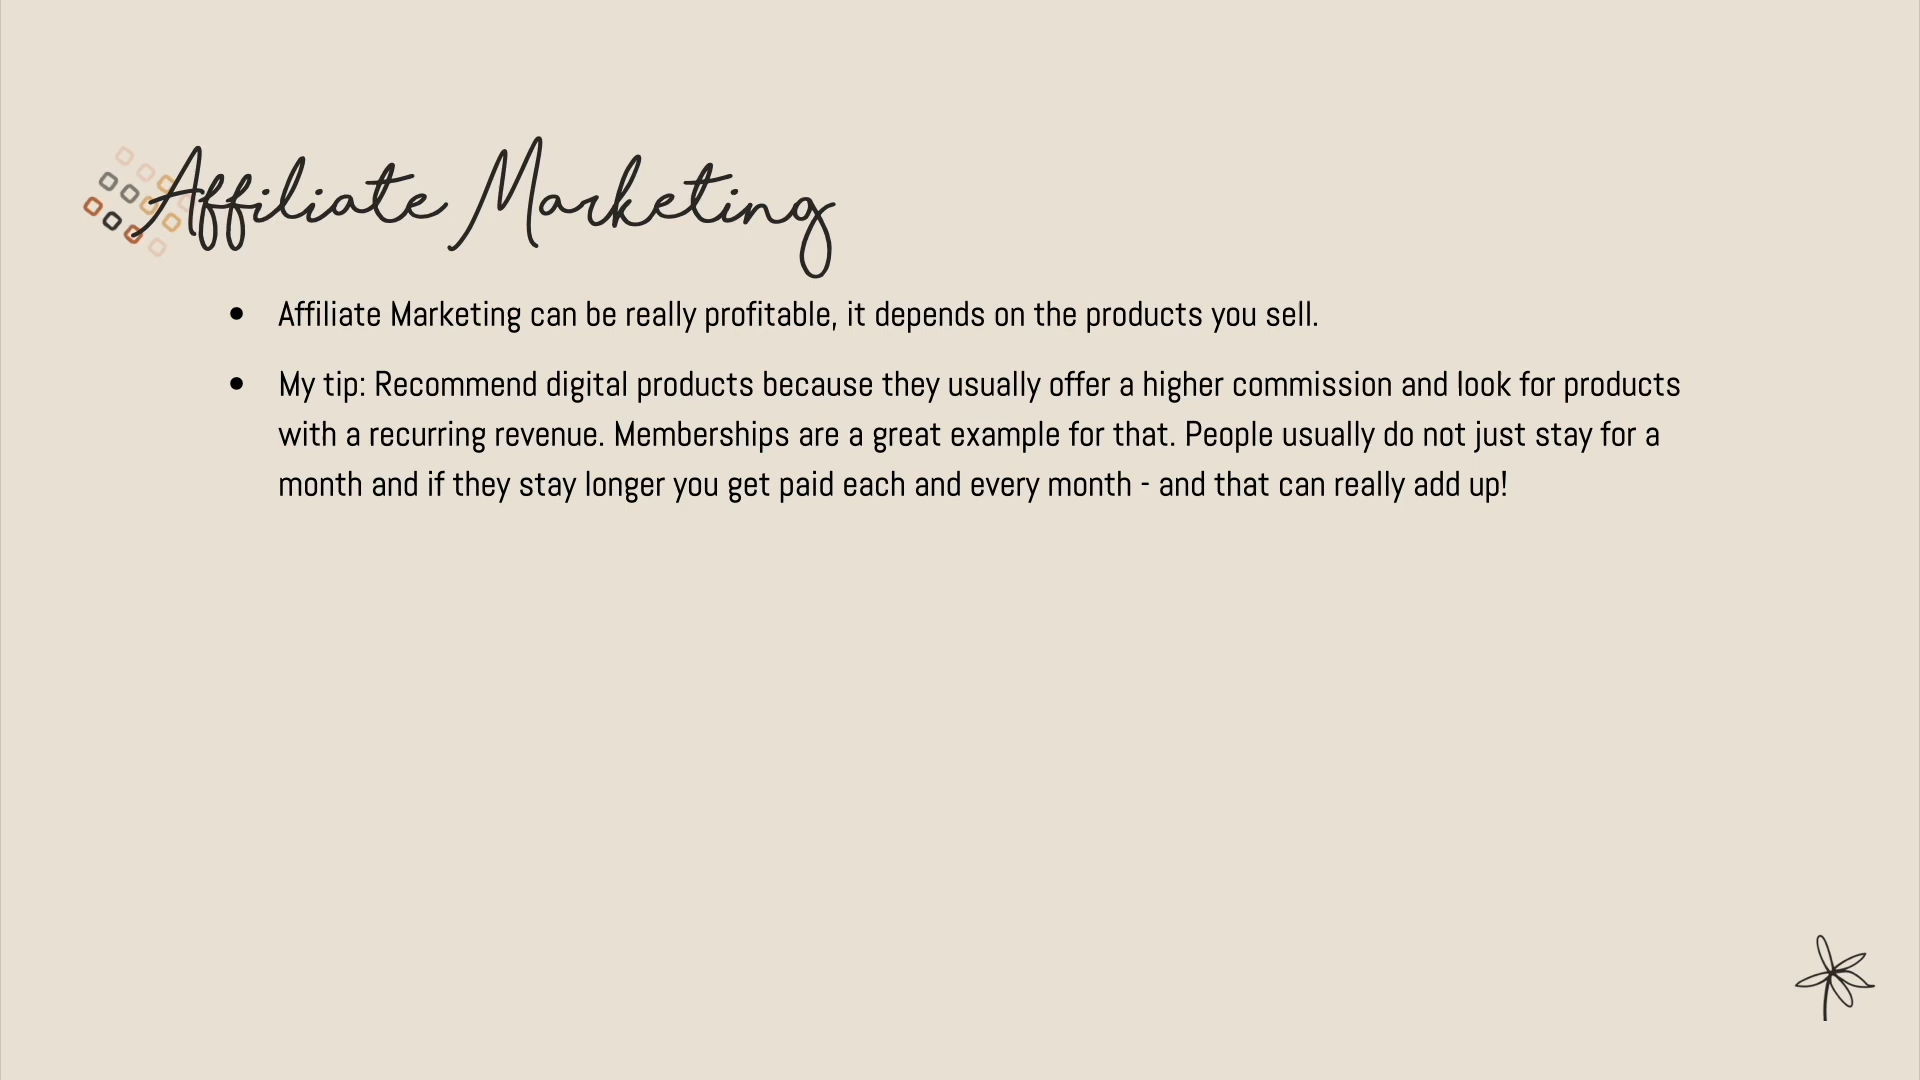 Affiliate Marketing
• Affiliate Marketing can be really profitable, it depends on the products you sell.
• My tip: Recommend digital products because they usually offer a higher commission and look for products
with a recurring revenue. Memberships are a great example for that. People usually do not just stay for a
month and if they stay longer you get paid each and every month - and that can really add up!